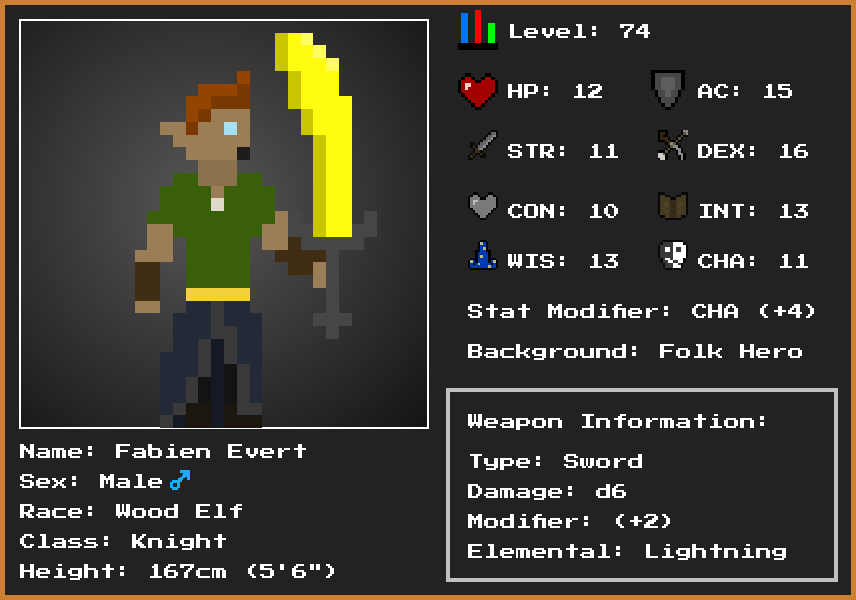 Level: 74
HP: 12
AC: 15
STR: 11
DEX: 16
CON: 10
INT: 13
WIS: 13
CHA: 11
Stat Modifier: CHA (+4)
Background: Folk Hero
Weapon Information:
Type: Sword
Damage: d6
Modifier: (+2)
Elemental: Lightning
Name: Fabien Evert
Sex: Male♂
Race: Wood Elf
Class: Knight
Height: 167cm (5'6")